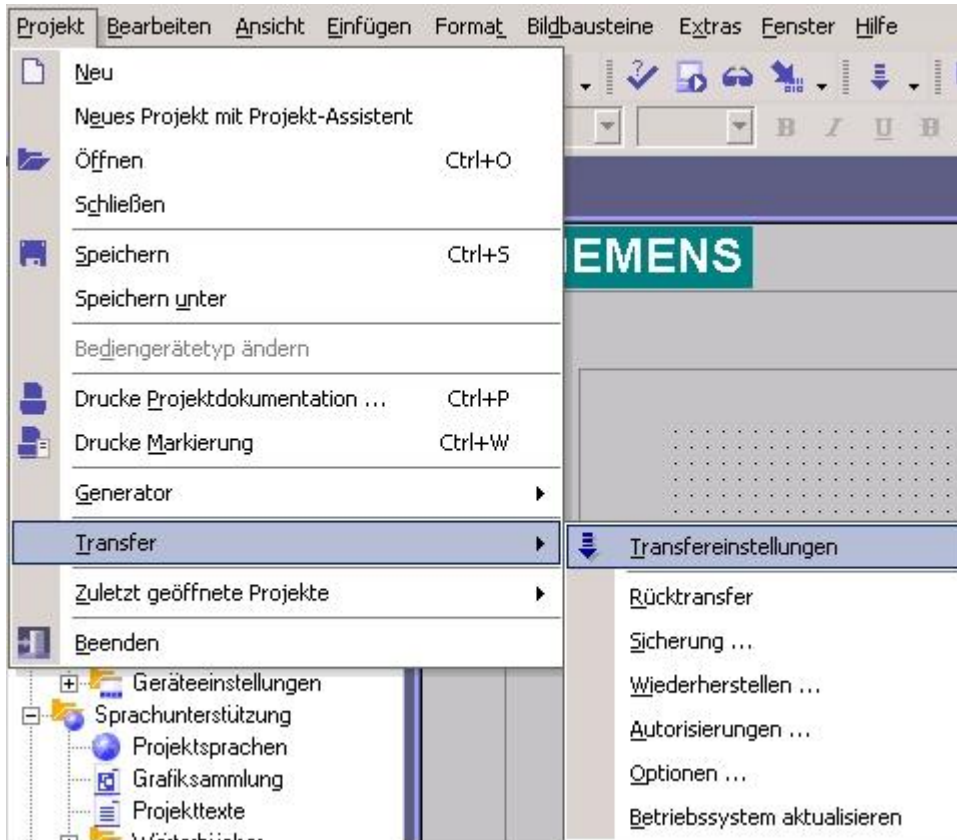 Projekt Bearbeiten Ansicht Einfügen Format Bildbausteine Extras Fenster Hilfe
Neu
Neues Projekt mit Projekt-Assistent
Öffnen Ctrl+O
Schließen
Speichern Ctrl+S
Speichern unter
Bediengerätetyp ändern
Drucke Projektdokumentation ... Ctrl+P
Drucke Markierung Ctrl+W
Generator
Transfer
Zuletzt geöffnete Projekte
Beenden
B I U B
IEMENS
Transfereinstellungen
Rücktransfer
Sicherung ...
Wiederherstellen ...
Autorisierungen ...
Optionen ...
Betriebssystem aktualisieren
Geräteeinstellungen
Sprachunterstützung
Projektsprachen
Grafiksammlung
Projekttexte